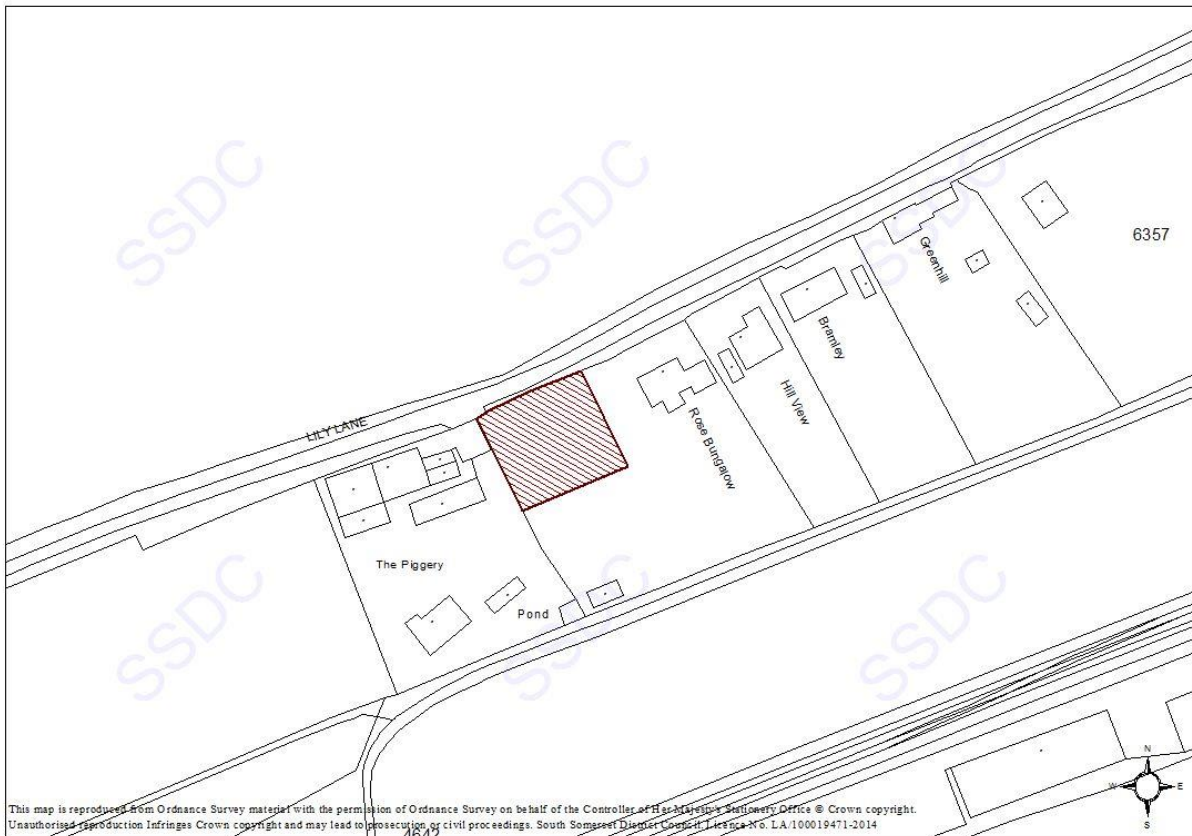 SSDC
SSDC
SSDC
6357
Greenhill
Bramley
Hill View
LILY LANE
Rose Bungalow
The Piggery
SSDC
Pond
SSDC
SSDC
N
W
E
S
This map is reproduced from Ordnance Survey material with the permission of Ordnance Survey on behalf of the Controller of Her Majesty's Stationery Office © Crown copyright.
Unauthorised reproduction Infringes Crown copyright and may lead to prosecution or civil proceedings. South Somerset District Council. Licence No. LA/100019471-2014
4642